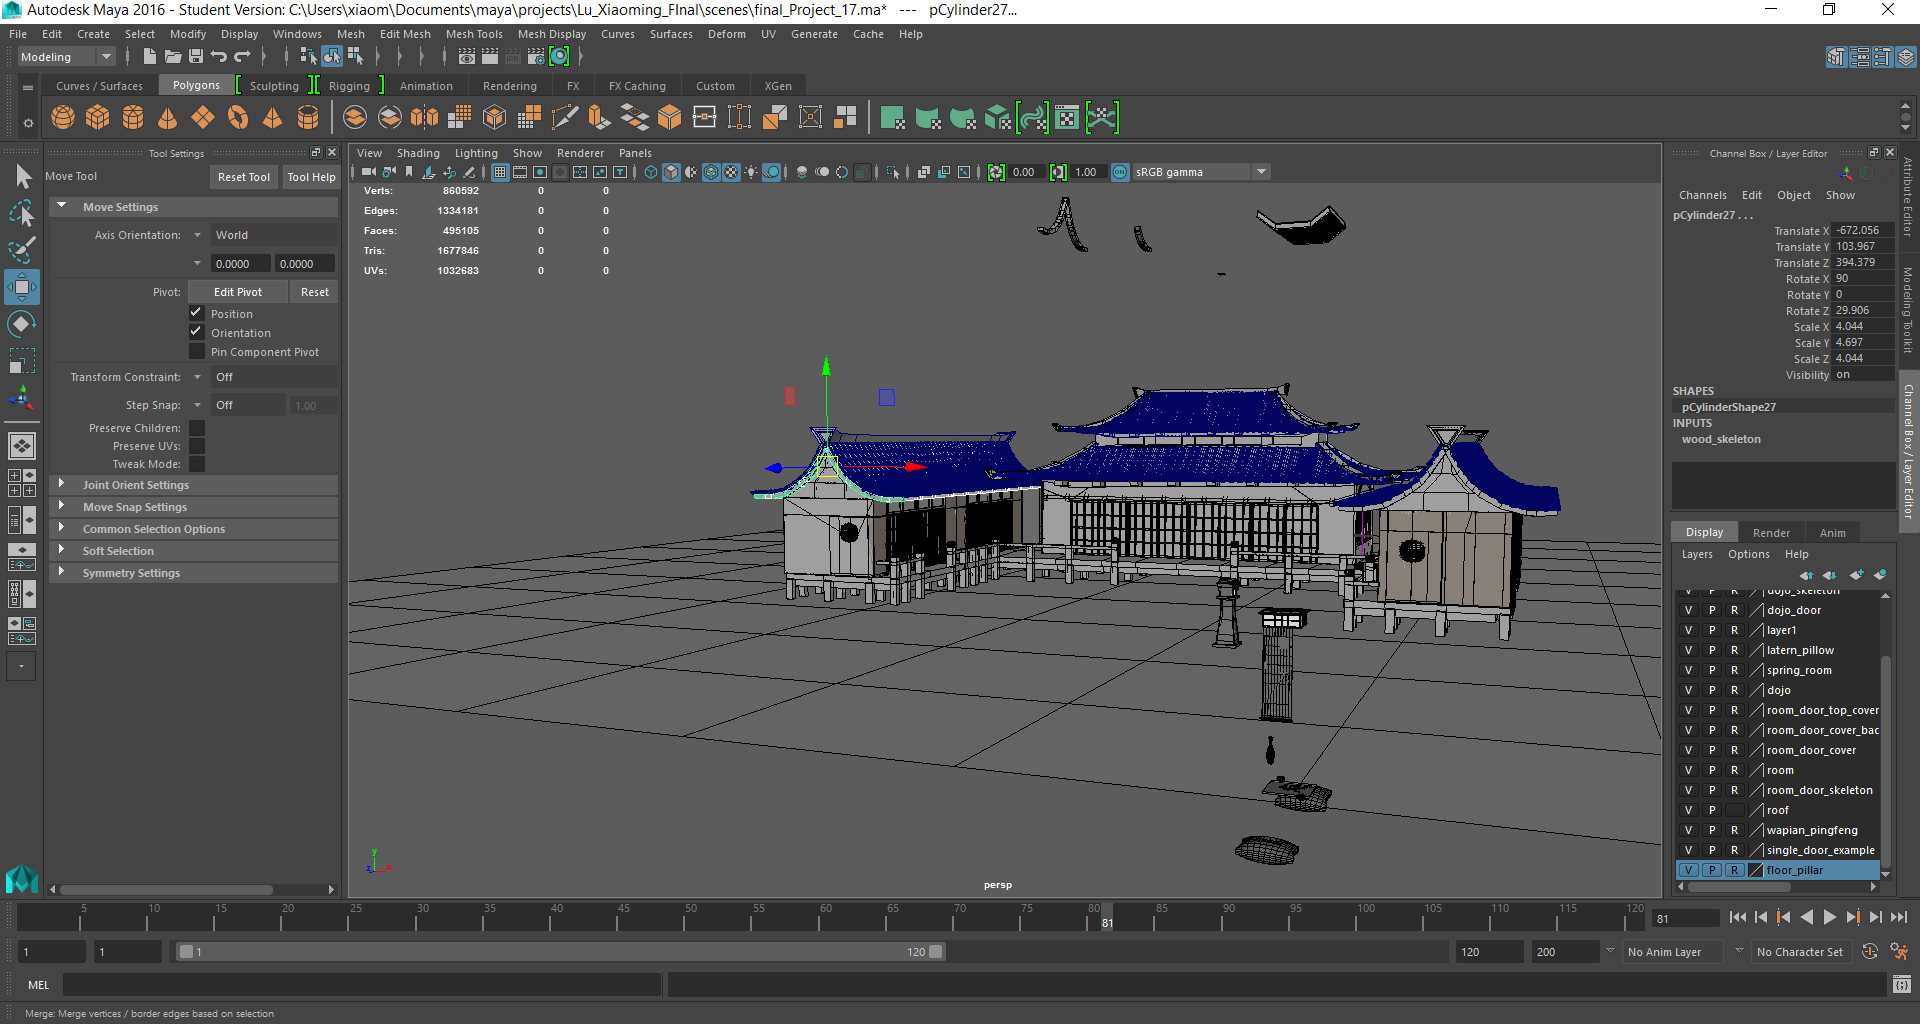 Autodesk Maya 2016 - Student Version: C:\Users\xiaom\Documents\maya\projects\Lu_Xiaoming_FInal\scenes\final_Project_17.ma* --- pCylinder27...
File Edit Create Select Modify Display Windows Mesh Edit Mesh Mesh Tools Mesh Display Curves Surfaces Deform UV Generate Cache Help
Modeling
Curves / Surfaces Polygons Sculpting Rigging Animation Rendering FX FX Caching Custom XGen
Tool Settings
Move Tool Reset Tool Tool Help
Move Settings
Axis Orientation: World
0.0000 0.0000
Pivot: Edit Pivot Reset
Position
Orientation
Pin Component Pivot
Transform Constraint: Off
Step Snap: Off 1.00
Preserve Children:
Preserve UVs:
Tweak Mode:
Joint Orient Settings
Move Snap Settings
Common Selection Options
Soft Selection
Symmetry Settings
View Shading Lighting Show Renderer Panels
0.00 1.00 ON sRGB gamma
Verts: 860592 0 0
Edges: 1334181 0 0
Faces: 495105 0 0
Tris: 1677846 0 0
UVs: 1032683 0 0
y
persp
Channel Box / Layer Editor
Channels Edit Object Show
pCylinder27 . . .
Translate X -672.056
Translate Y 103.967
Translate Z 394.379
Rotate X 90
Rotate Y 0
Rotate Z 29.906
Scale X 4.044
Scale Y 4.697
Scale Z 4.044
Visibility on
SHAPES
pCylinderShape27
INPUTS
wood_skeleton
Display Render Anim
Layers Options Help
V P R dojo_skeleton
V P R dojo_door
V P R layer1
V P R latern_pillow
V P R spring_room
V P R dojo
V P R room_door_top_cover
V P R room_door_cover_bac
V P R room_door_cover
V P R room
V P R room_door_skeleton
V P roof
V P R wapian_pingfeng
V P R single_door_example
V P R floor_pillar
Attribute Editor
Modeling Toolkit
Channel Box / Layer Editor
5 10 15 20 25 30 35 40 45 50 55 60 65 70 75 80 85 90 95 100 105 110 115 120
81
81
1 1 1 120 120 200 No Anim Layer No Character Set
MEL
Merge: Merge vertices / border edges based on selection